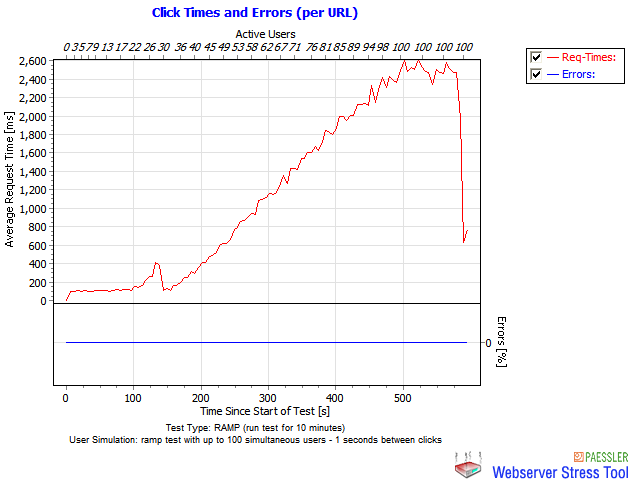 Click Times and Errors (per URL)
Active Users
0 35 79 13 17 22 26 30 36 40 45 49 53 58 62 67 71 76 81 85 89 94 98 100 100 100 100
Req-Times:
Errors:
Average Request Time [ms]
2,600
2,400
2,200
2,000
1,800
1,600
1,400
1,200
1,000
800
600
400
200
0
Errors [%]
0
0 100 200 300 400 500
Time Since Start of Test [s]
Test Type: RAMP (run test for 10 minutes)
User Simulation: ramp test with up to 100 simultaneous users - 1 seconds between clicks
PAESSLER
Webserver Stress Tool